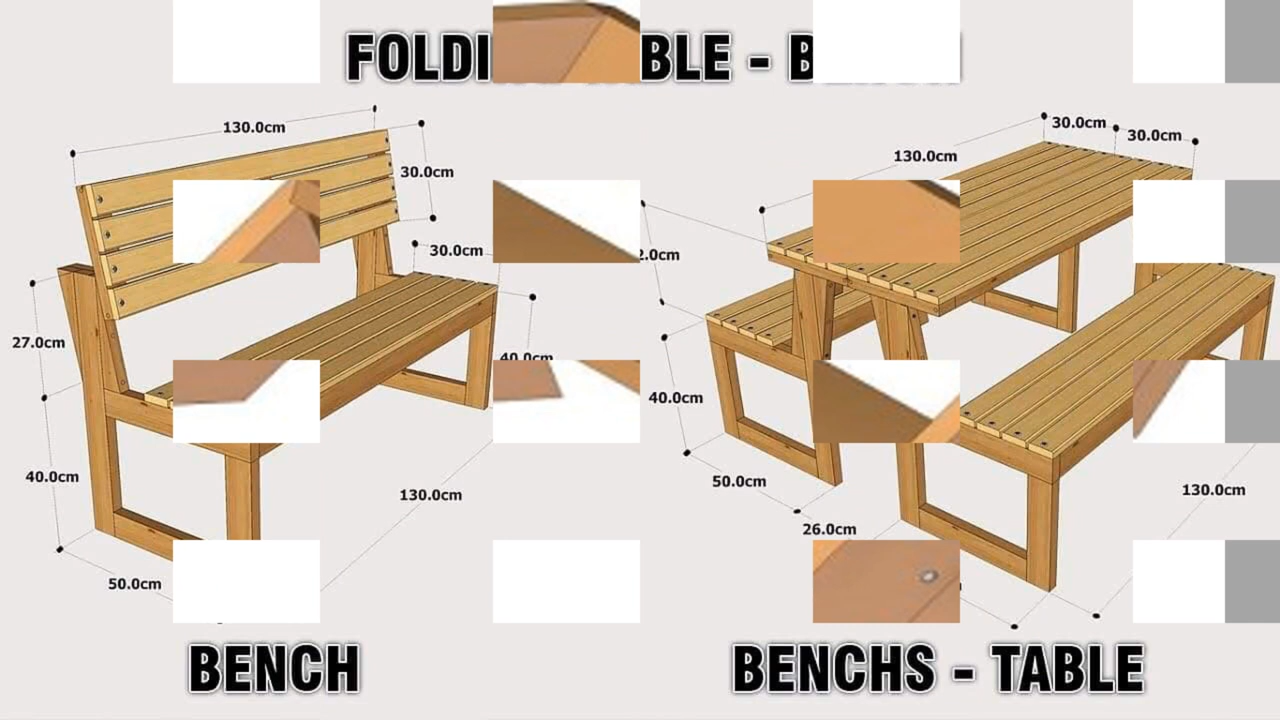 FOLDI BLE - B
130.0cm
30.0cm
30.0cm
27.0cm
40.0cm
40.0cm
130.0cm
50.0cm
30.0cm
30.0cm
130.0cm
2.0cm
40.0cm
50.0cm
26.0cm
130.0cm
BENCH
BENCHS - TABLE